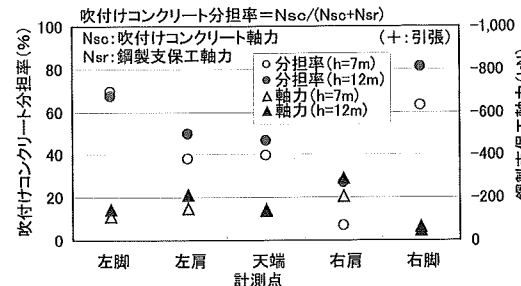 吹付けコンクリート分担率＝Nsc/(Nsc+Nsr)
Nsc：吹付けコンクリート軸力 (＋：引張)
Nsr：鋼製支保工軸力
○ 分担率(h=7m)
● 分担率(h=12m)
△ 軸力(h=7m)
▲ 軸力(h=12m)
吹付けコンクリート分担率(%)
100
80
60
40
20
0
-1,000
-800
-600
-400
-200
0
左脚 左肩 天端 右肩 右脚
計測点